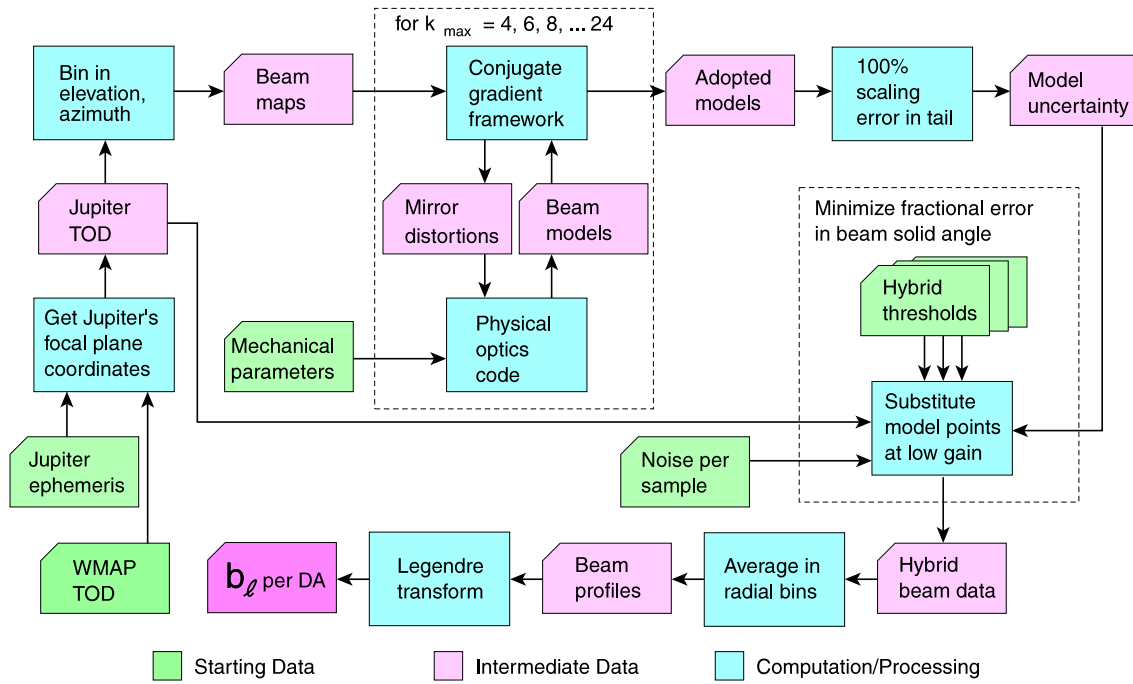 for k max = 4, 6, 8, ... 24
Bin in
elevation,
azimuth
Beam
maps
Conjugate
gradient
framework
Adopted
models
100%
scaling
error in tail
Model
uncertainty
Jupiter
TOD
Mirror
distortions
Beam
models
Minimize fractional error
in beam solid angle
Hybrid
thresholds
Get Jupiter's
focal plane
coordinates
Mechanical
parameters
Physical
optics
code
Substitute
model points
at low gain
Jupiter
ephemeris
Noise per
sample
WMAP
TOD
bℓ per DA
Legendre
transform
Beam
profiles
Average in
radial bins
Hybrid
beam data
Starting Data
Intermediate Data
Computation/Processing